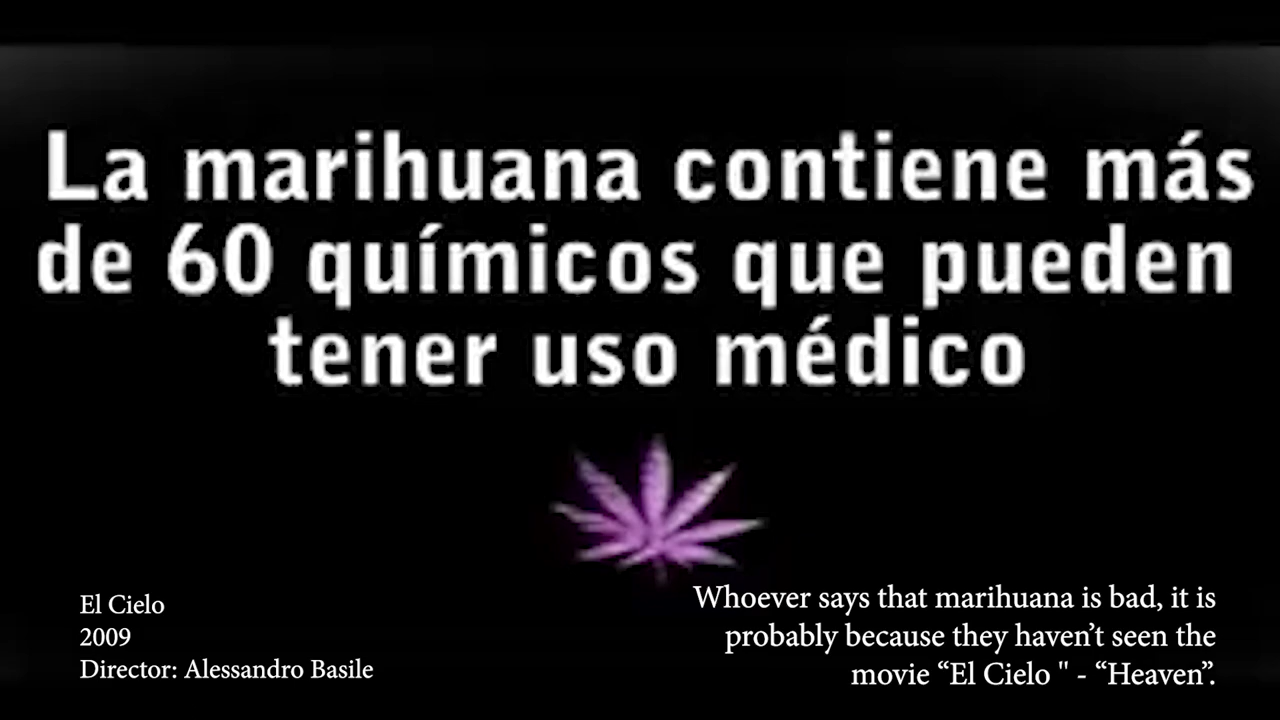 La marihuana contiene más
de 60 químicos que pueden
tener uso médico
El Cielo
2009
Director: Alessandro Basile
Whoever says that marihuana is bad, it is
probably because they haven’t seen the
movie “El Cielo " - “Heaven”.